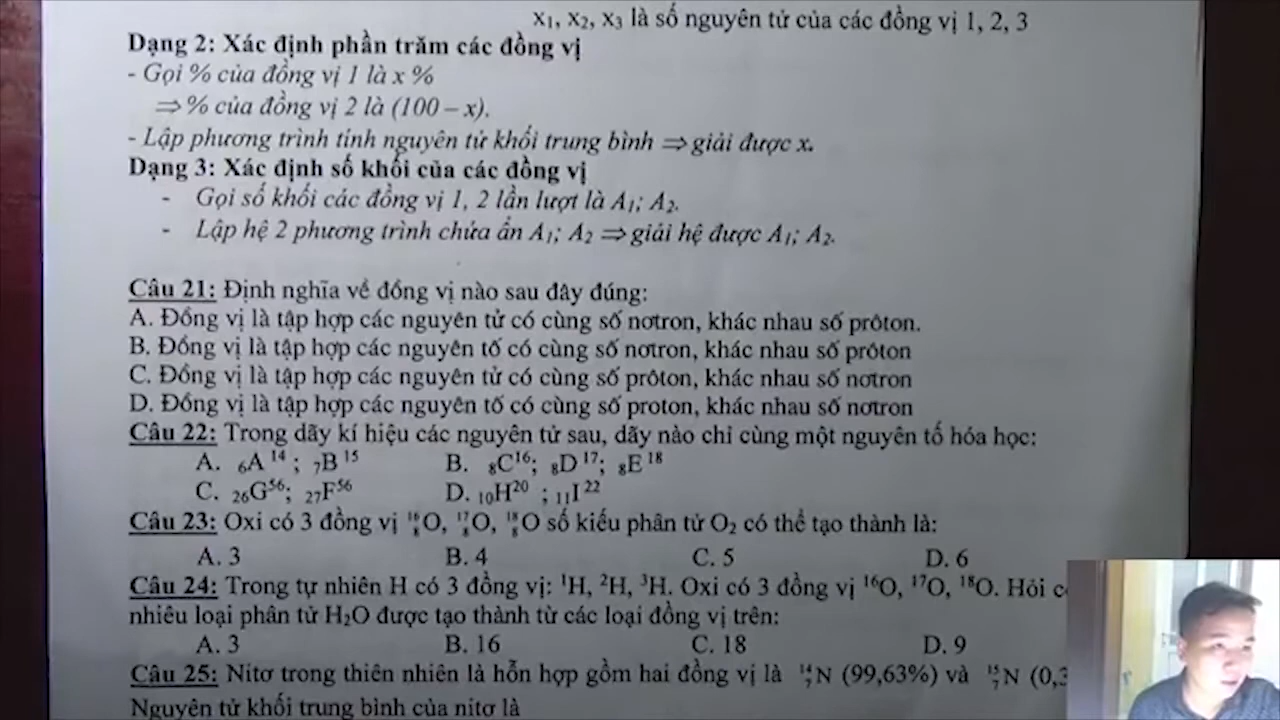 x₁, x₂, x₃ là số nguyên tử của các đồng vị 1, 2, 3
Dạng 2: Xác định phần trăm các đồng vị
- Gọi % của đồng vị 1 là x %
⇒ % của đồng vị 2 là (100 – x).
- Lập phương trình tính nguyên tử khối trung bình ⇒ giải được x.
Dạng 3: Xác định số khối của các đồng vị
- Gọi số khối các đồng vị 1, 2 lần lượt là A₁; A₂.
- Lập hệ 2 phương trình chứa ẩn A₁; A₂ ⇒ giải hệ được A₁; A₂.
Câu 21: Định nghĩa về đồng vị nào sau đây đúng:
A. Đồng vị là tập hợp các nguyên tử có cùng số nơtron, khác nhau số prôton.
B. Đồng vị là tập hợp các nguyên tố có cùng số nơtron, khác nhau số prôton
C. Đồng vị là tập hợp các nguyên tử có cùng số prôton, khác nhau số nơtron
D. Đồng vị là tập hợp các nguyên tố có cùng số proton, khác nhau số nơtron
Câu 22: Trong dãy kí hiệu các nguyên tử sau, dãy nào chỉ cùng một nguyên tố hóa học:
A. ₆A¹⁴ ; ₇B¹⁵ B. ₈C¹⁶; ₈D¹⁷; ₈E¹⁸
C. ₂₆G⁵⁶; ₂₇F⁵⁶ D. ₁₀H²⁰ ; ₁₁I²²
Câu 23: Oxi có 3 đồng vị ¹⁶₈O, ¹⁷₈O, ¹⁸₈O số kiếu phân tử O₂ có thể tạo thành là:
A. 3 B. 4 C. 5 D. 6
Câu 24: Trong tự nhiên H có 3 đồng vị: ¹H, ²H, ³H. Oxi có 3 đồng vị ¹⁶O, ¹⁷O, ¹⁸O. Hỏi
nhiêu loại phân tử H₂O được tạo thành từ các loại đồng vị trên:
A. 3 B. 16 C. 18 D. 9
Câu 25: Nitơ trong thiên nhiên là hỗn hợp gồm hai đồng vị là ¹⁴₇N (99,63%) và ¹⁵₇N (0,3
Nguyên tử khối trung bình của nitơ là